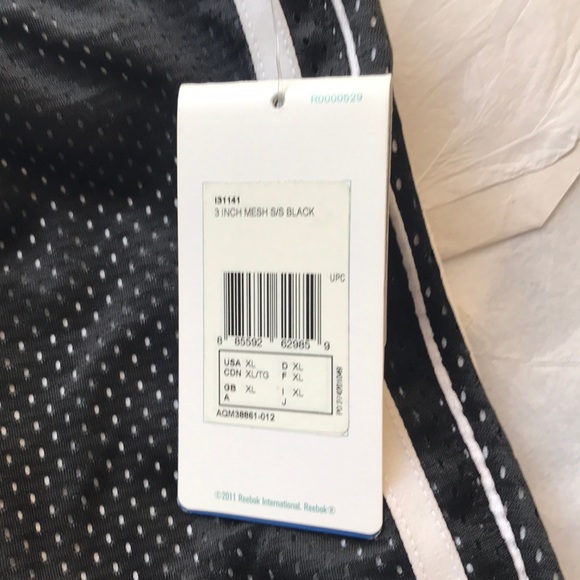 R0000529
I31141
3 INCH MESH S/S BLACK
UPC
8 85592 62985 9
USA XL D XL
CDN XL/TG F XL
GB XL I XL
A J
AQM38861-012
©2011 Reebok International. Reebok®